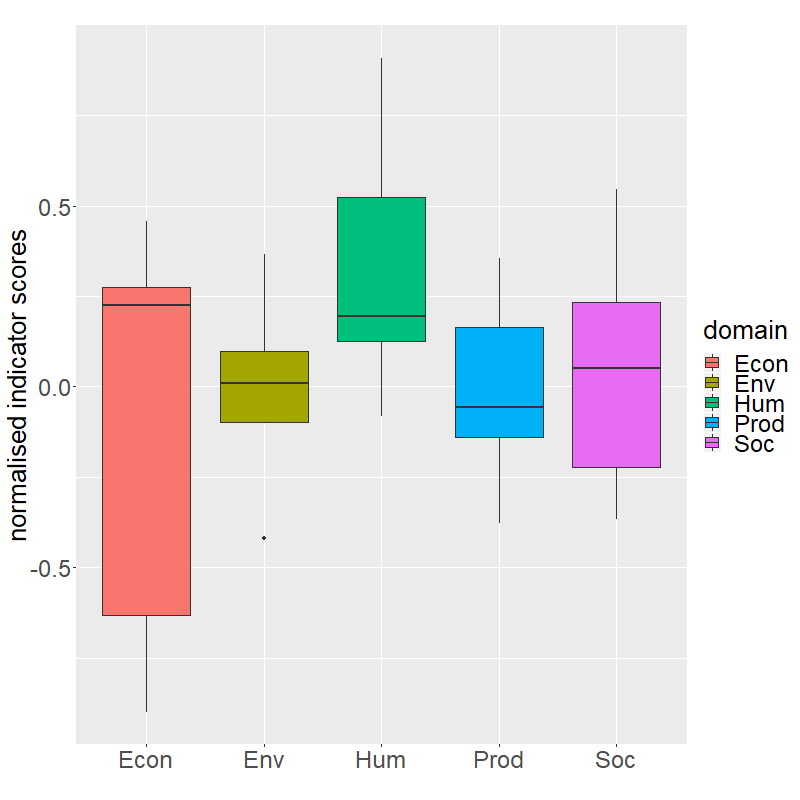 normalised indicator scores
0.5
0.0
-0.5
Econ
Env
Hum
Prod
Soc
domain
Econ
Env
Hum
Prod
Soc